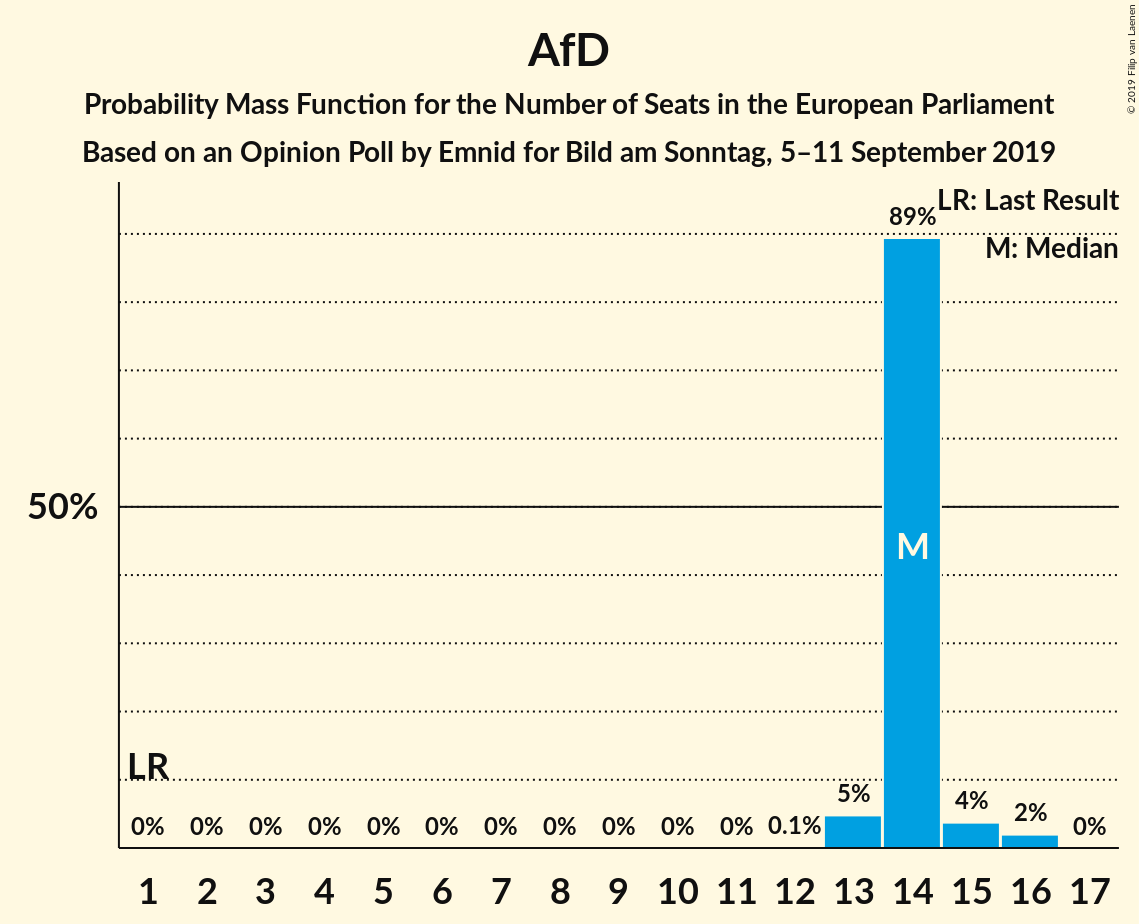 AfD
Probability Mass Function for the Number of Seats in the European Parliament
Based on an Opinion Poll by Emnid for Bild am Sonntag, 5–11 September 2019
© 2019 Filip van Laenen
LR: Last Result
M: Median
89%
50%
M
LR
0% 0% 0% 0% 0% 0% 0% 0% 0% 0% 0% 0.1% 5% 4% 2% 0%
1 2 3 4 5 6 7 8 9 10 11 12 13 14 15 16 17